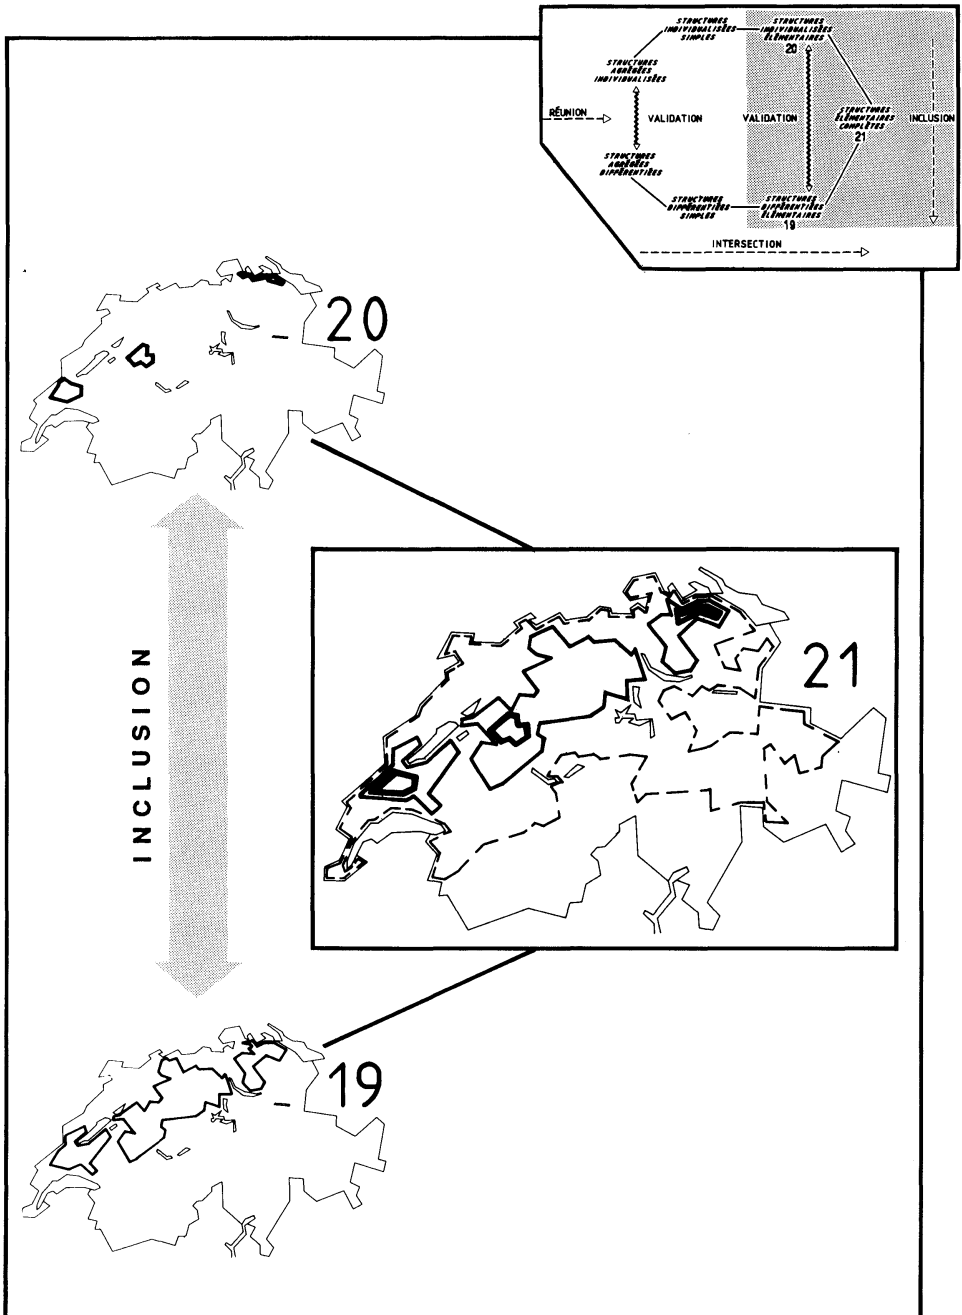 STRUCTURES
INDIVIDUALISÉES
SIMPLES
STRUCTURES
INDIVIDUALISÉES
ÉLÉMENTAIRES
20
STRUCTURES
AGRÉGÉES
INDIVIDUALISÉES
RÉUNION
VALIDATION
VALIDATION
STRUCTURES
ÉLÉMENTAIRES
COMPLÈTES
21
INCLUSION
STRUCTURES
AGRÉGÉES
DIFFÉRENTIÉES
STRUCTURES
DIFFÉRENTIÉES
SIMPLES
STRUCTURES
DIFFÉRENTIÉES
ÉLÉMENTAIRES
19
INTERSECTION
20
INCLUSION
21
19